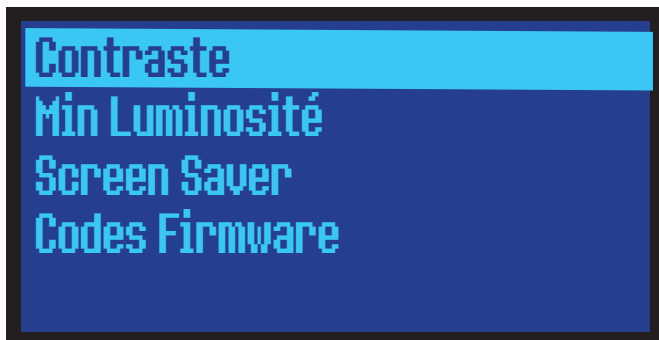 Contraste
Min Luminosité
Screen Saver
Codes Firmware